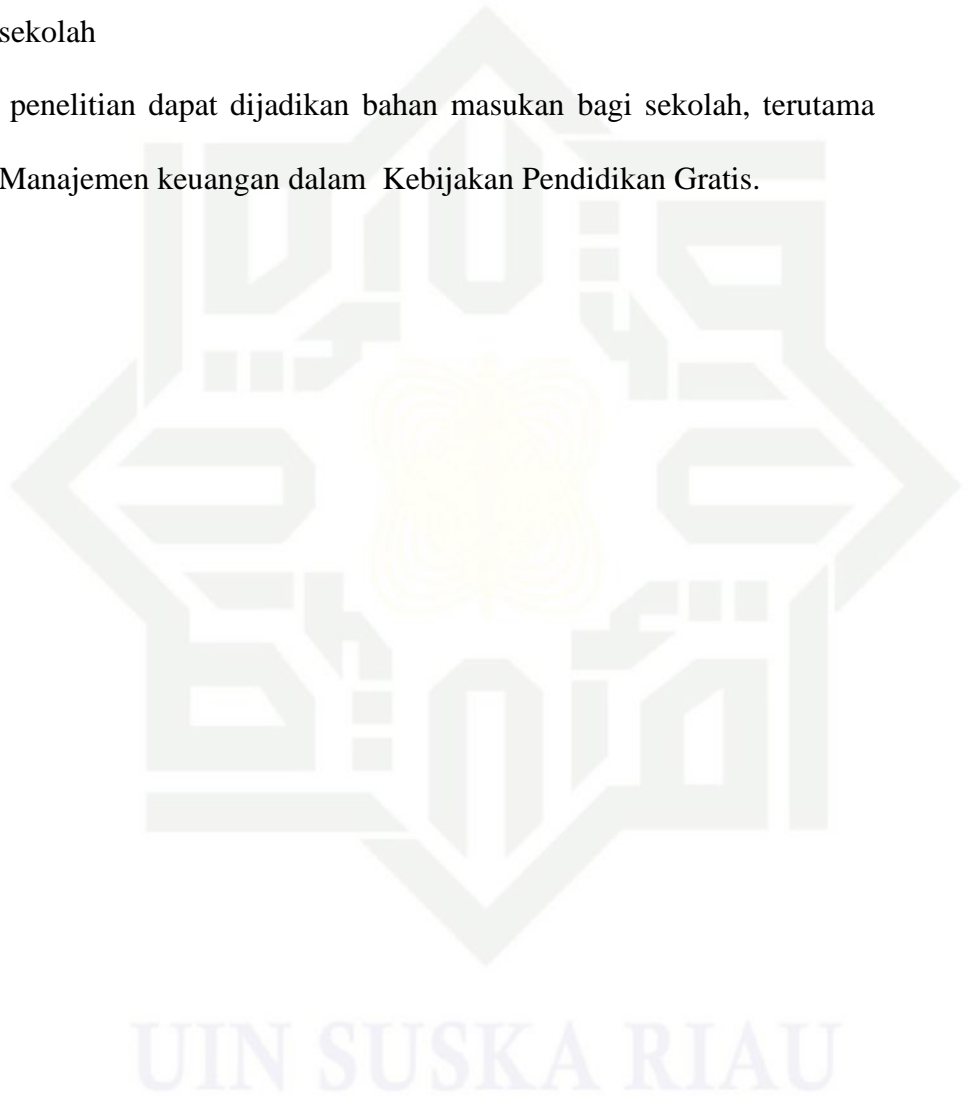 sekolah
penelitian dapat dijadikan bahan masukan bagi sekolah, terutama
Manajemen keuangan dalam Kebijakan Pendidikan Gratis.
UIN SUSKA RIAU